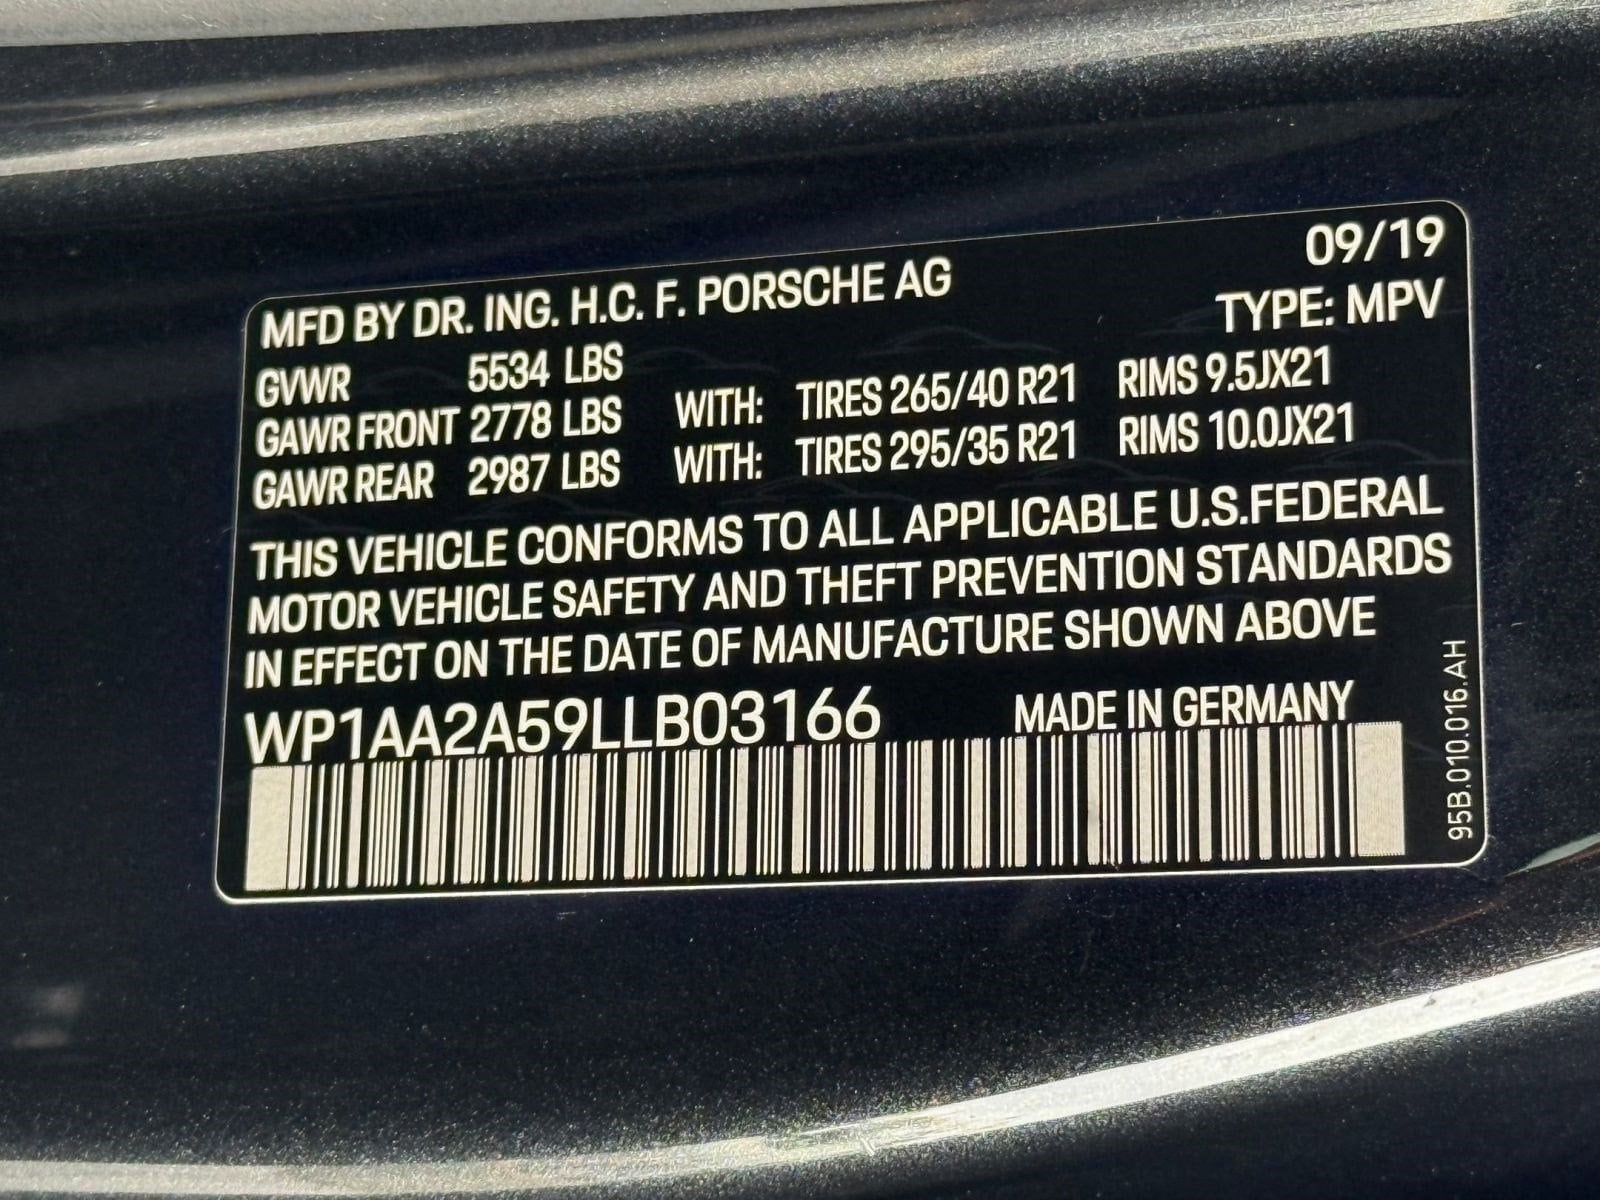 09/19
MFD BY DR. ING. H.C. F. PORSCHE AG TYPE: MPV
GVWR 5534 LBS
GAWR FRONT 2778 LBS WITH: TIRES 265/40 R21 RIMS 9.5JX21
GAWR REAR 2987 LBS WITH: TIRES 295/35 R21 RIMS 10.0JX21
THIS VEHICLE CONFORMS TO ALL APPLICABLE U.S.FEDERAL
MOTOR VEHICLE SAFETY AND THEFT PREVENTION STANDARDS
IN EFFECT ON THE DATE OF MANUFACTURE SHOWN ABOVE
WP1AA2A59LLB03166 MADE IN GERMANY
95B.010.016.AH